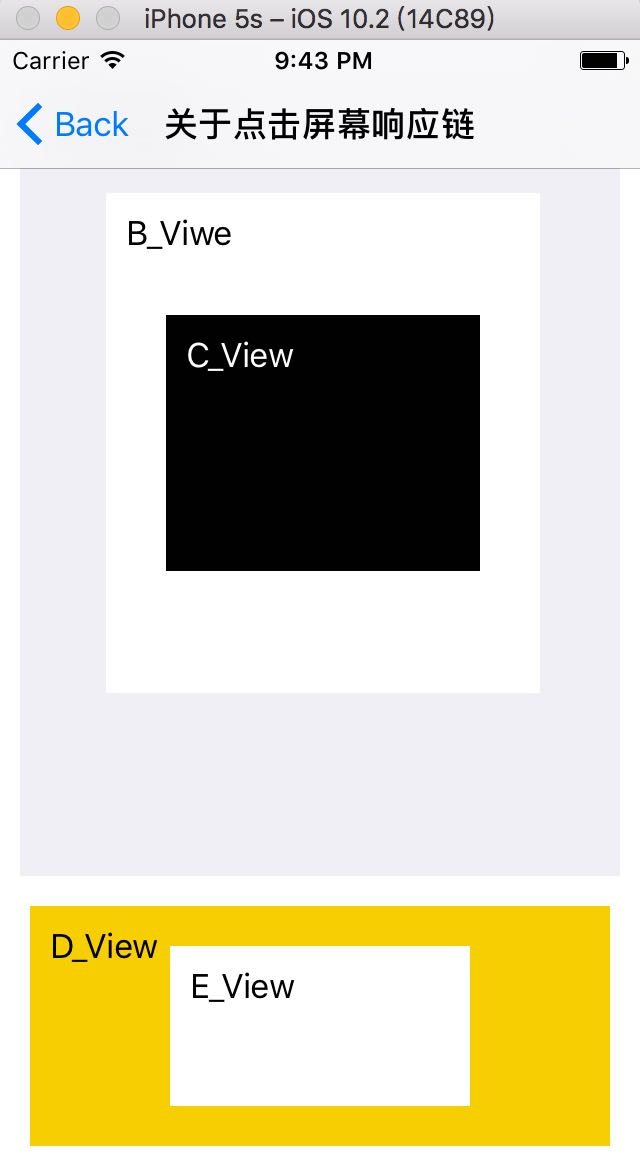 iPhone 5s – iOS 10.2 (14C89)
Carrier 9:43 PM
Back 关于点击屏幕响应链
B_Viwe
C_View
D_View
E_View